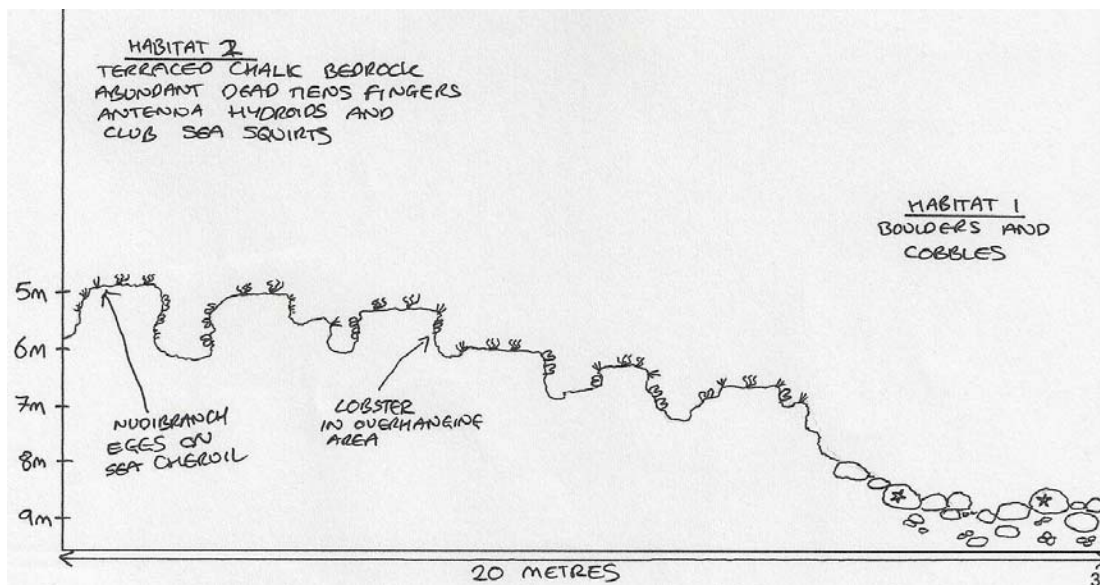 HABITAT 2
TERRACED CHALK BEDROCK
ABUNDANT DEAD MENS FINGERS
ANTENNA HYDROIDS AND
CLUB SEA SQUIRTS
HABITAT 1
BOULDERS AND
COBBLES
5m
6m
7m
8m
9m
NUDIBRANCH
EGGS ON
SEA CHERVIL
LOBSTER
IN OVERHANGING
AREA
20 METRES